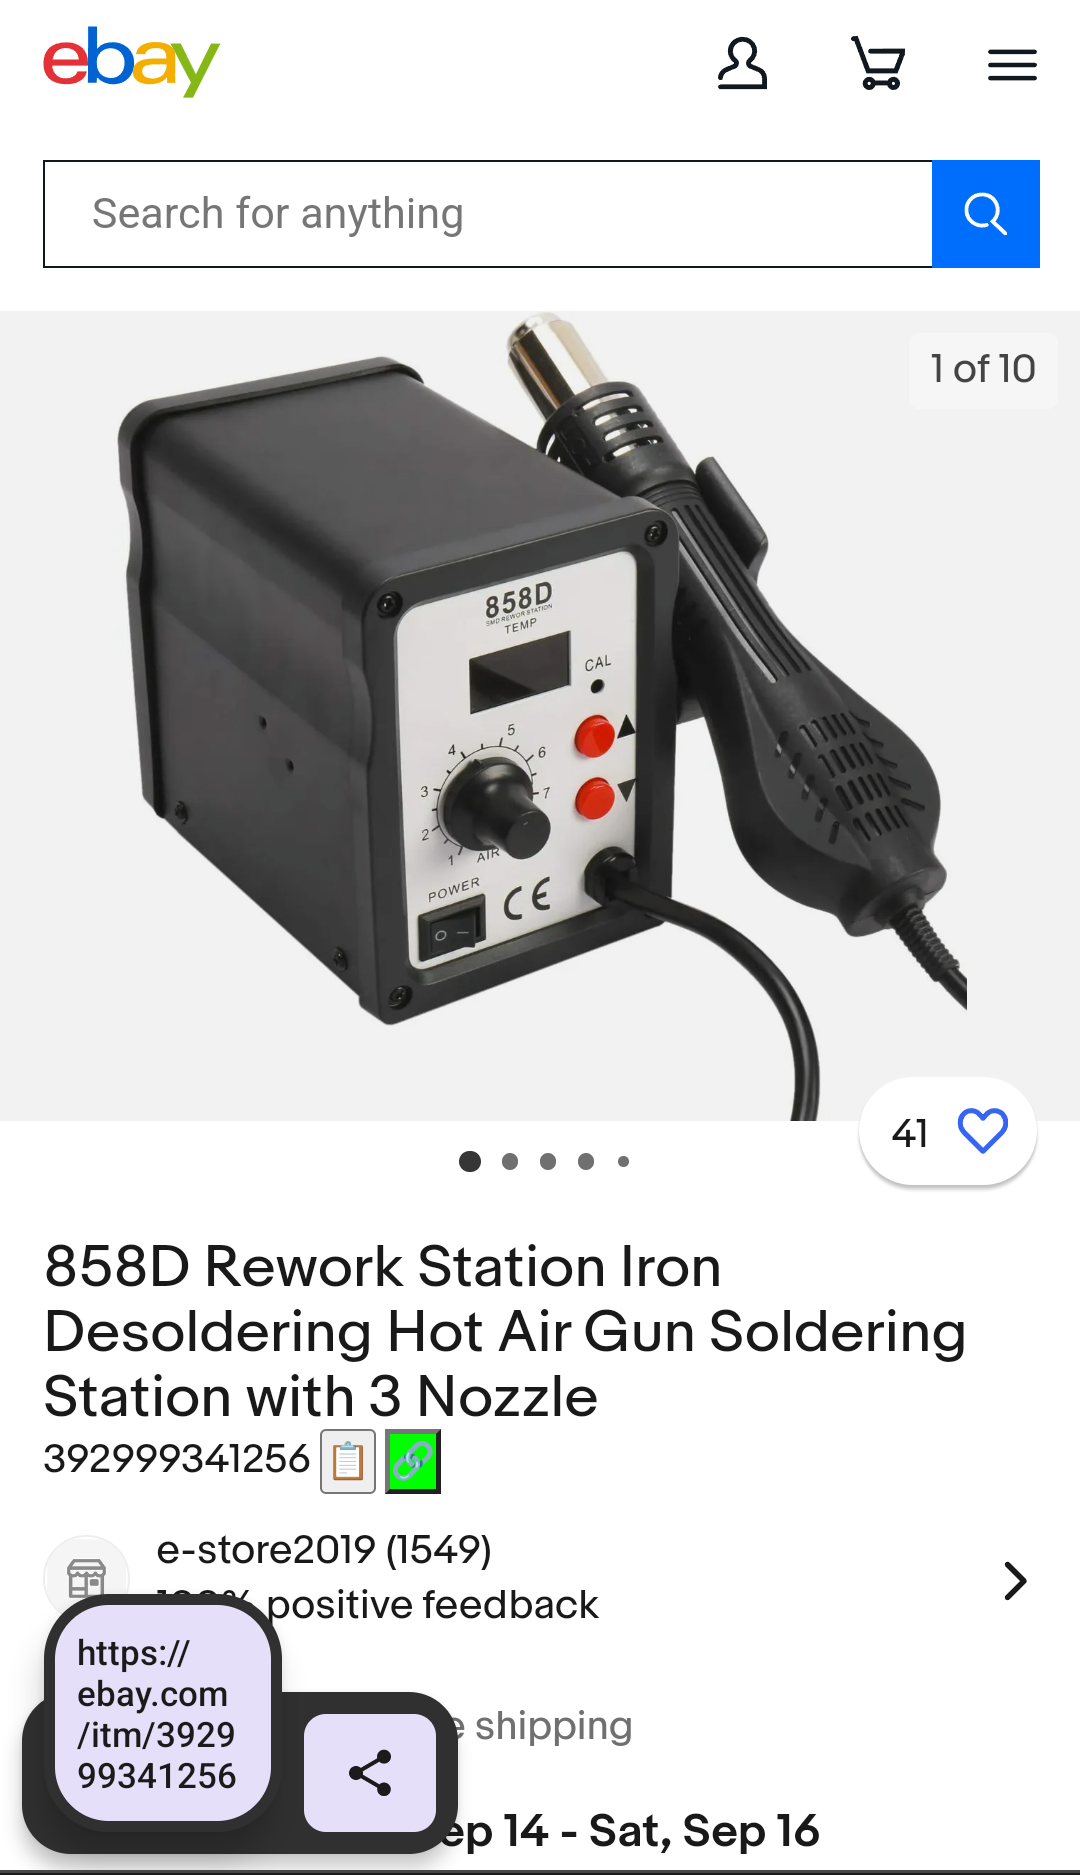 ebay
Search for anything
1 of 10
858D
SMD REWOR STATION
TEMP
CAL
5
4
6
3
7
2
1
AIR
POWER
CE
41
858D Rework Station Iron
Desoldering Hot Air Gun Soldering
Station with 3 Nozzle
392999341256
e-store2019 (1549)
positive feedback
https://
ebay.com
/itm/3929
99341256
shipping
14 - Sat, Sep 16